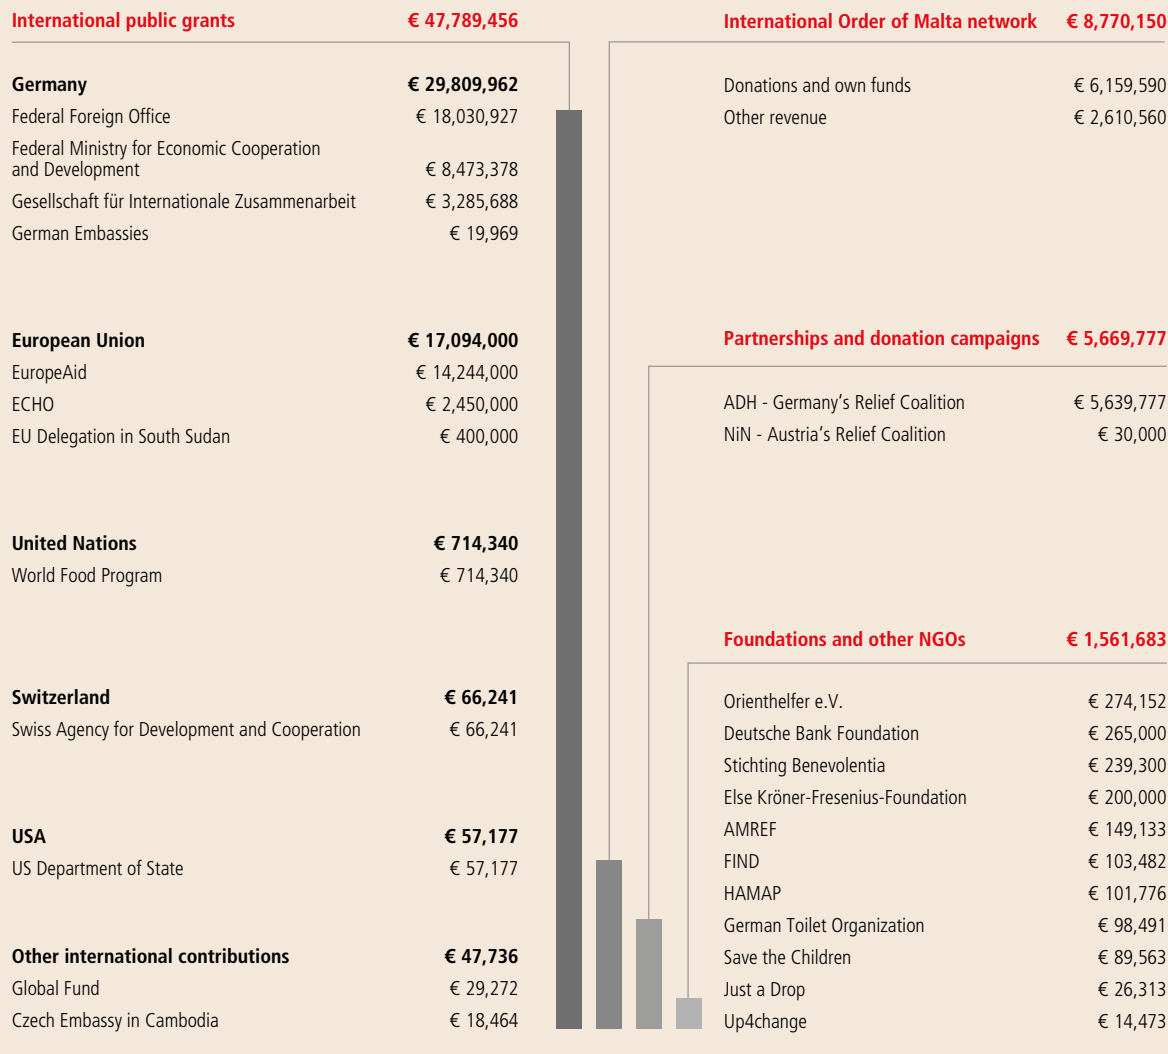 International public grants € 47,789,456
Germany € 29,809,962
Federal Foreign Office € 18,030,927
Federal Ministry for Economic Cooperation
and Development € 8,473,378
Gesellschaft für Internationale Zusammenarbeit € 3,285,688
German Embassies € 19,969
European Union € 17,094,000
EuropeAid € 14,244,000
ECHO € 2,450,000
EU Delegation in South Sudan € 400,000
United Nations € 714,340
World Food Program € 714,340
Switzerland € 66,241
Swiss Agency for Development and Cooperation € 66,241
USA € 57,177
US Department of State € 57,177
Other international contributions € 47,736
Global Fund € 29,272
Czech Embassy in Cambodia € 18,464
International Order of Malta network € 8,770,150
Donations and own funds € 6,159,590
Other revenue € 2,610,560
Partnerships and donation campaigns € 5,669,777
ADH - Germany’s Relief Coalition € 5,639,777
NiN - Austria‘s Relief Coalition € 30,000
Foundations and other NGOs € 1,561,683
Orienthelfer e.V. € 274,152
Deutsche Bank Foundation € 265,000
Stichting Benevolentia € 239,300
Else Kröner-Fresenius-Foundation € 200,000
AMREF € 149,133
FIND € 103,482
HAMAP € 101,776
German Toilet Organization € 98,491
Save the Children € 89,563
Just a Drop € 26,313
Up4change € 14,473